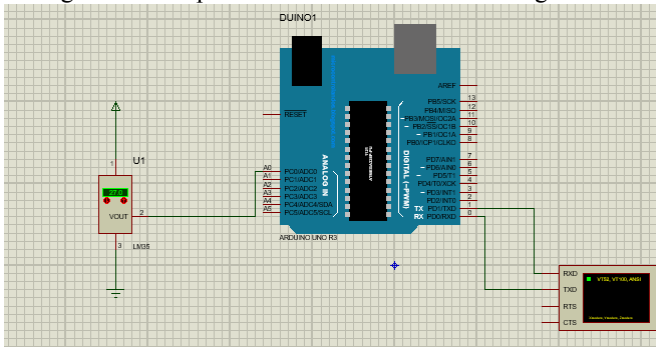 DUINO1
AREF
RESET
13
PB5/SCK
12
PB4/MISO
11
~PB3/MOSI/OC2A
10
~PB2/SS/OC1B
9
~PB1/OC1A
8
PB0/ICP1/CLKO
7
PD7/AIN1
6
~PD6/AIN0
5
~PD5/T1
4
PD4/T0/XCK
3
~PD3/INT1
2
PD2/INT0
1
TX PD1/TXD
0
RX PD0/RXD
ANALOG IN
DIGITAL (~PWM)
A0
PC0/ADC0
A1
PC1/ADC1
A2
PC2/ADC2
A3
PC3/ADC3
A4
PC4/ADC4/SDA
A5
PC5/ADC5/SCL
ARDUINO UNO R3
U1
1
27.0
VOUT
2
3
LM35
RXD
TXD
RTS
CTS
VT52, VT100, ANSI